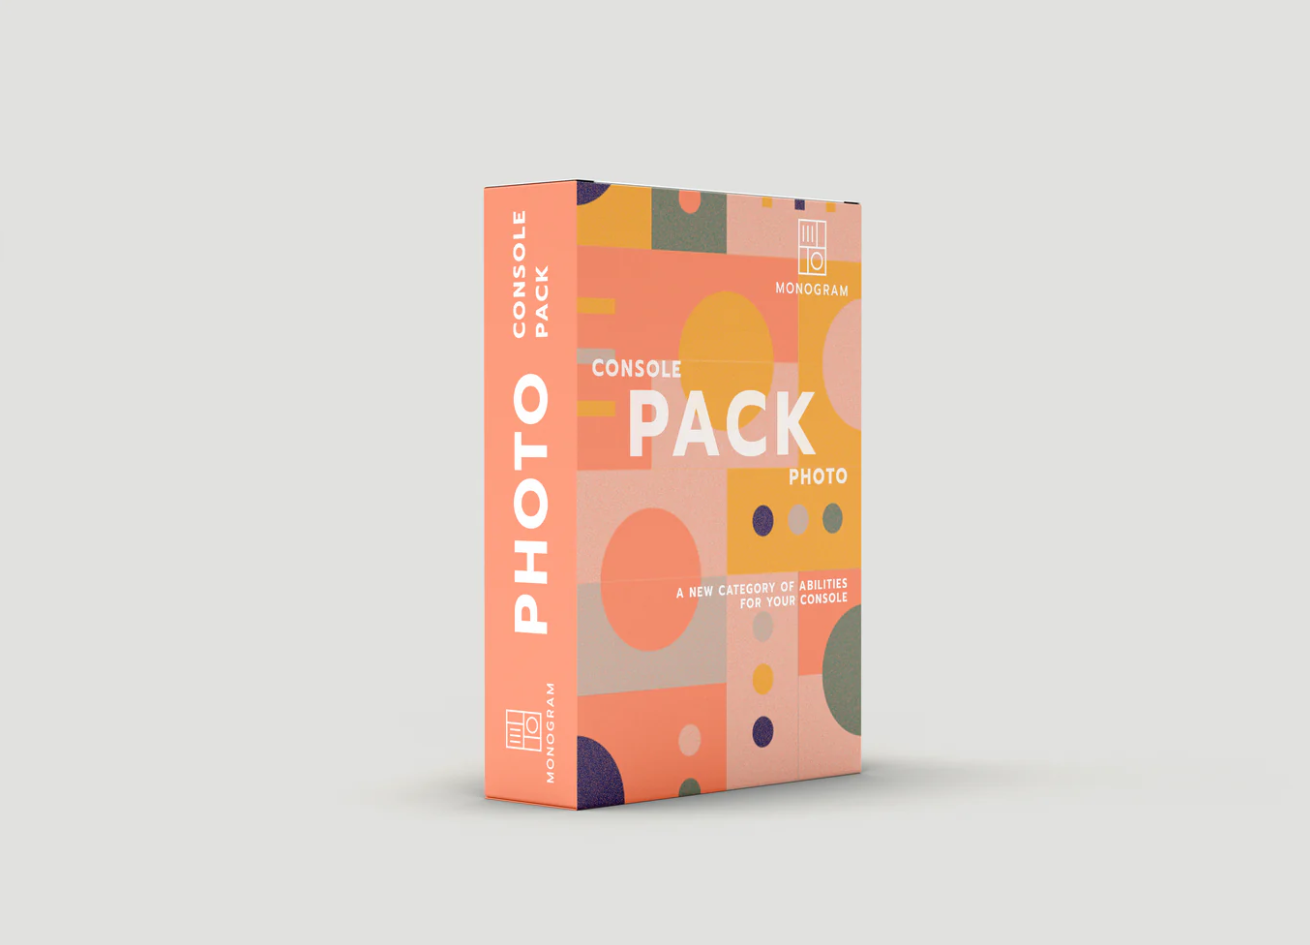 CONSOLE
PACK
PHOTO
MONOGRAM
MONOGRAM
CONSOLE
PACK
PHOTO
A NEW CATEGORY OF ABILITIES
FOR YOUR CONSOLE